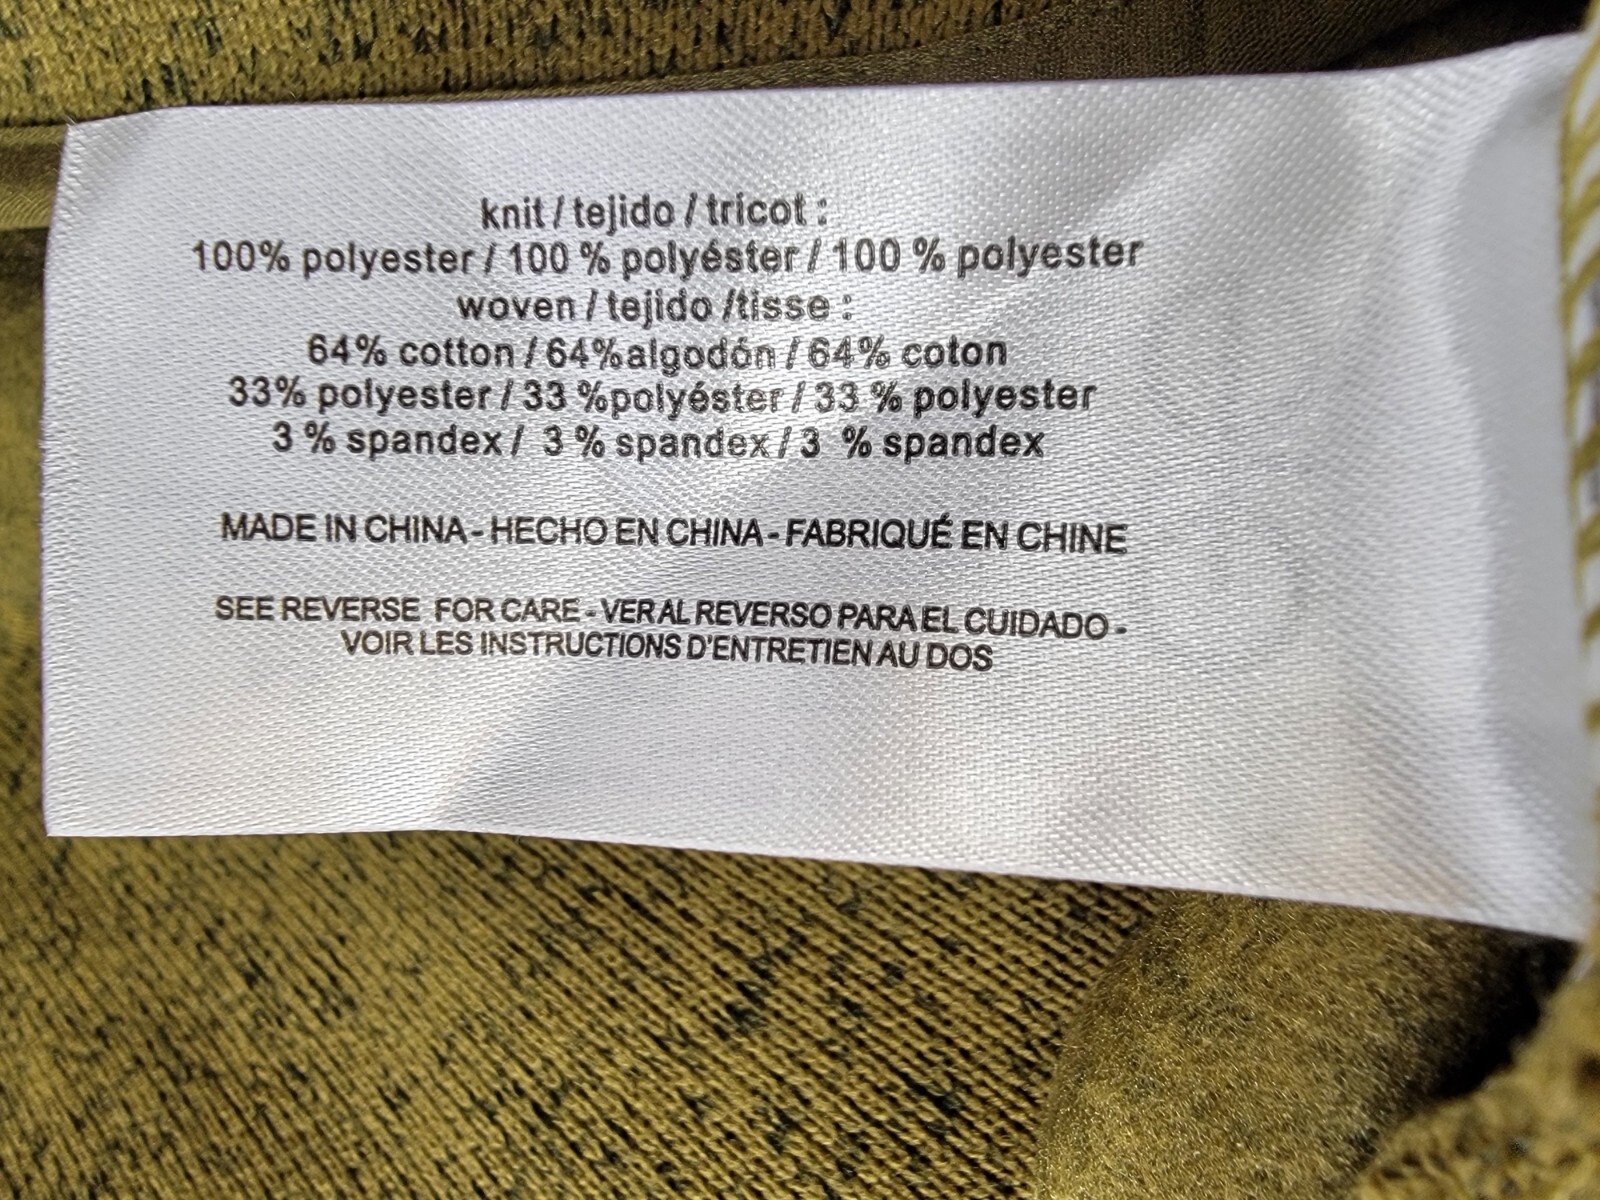 knit / tejido / tricot :
100% polyester / 100 % polyéster / 100 % polyester
woven / tejido /tisse :
64% cotton / 64%algodón / 64% coton
33% polyester / 33 %polyéster / 33 % polyester
3 % spandex / 3 % spandex / 3 % spandex
MADE IN CHINA - HECHO EN CHINA - FABRIQUÉ EN CHINE
SEE REVERSE FOR CARE - VER AL REVERSO PARA EL CUIDADO -
VOIR LES INSTRUCTIONS D'ENTRETIEN AU DOS